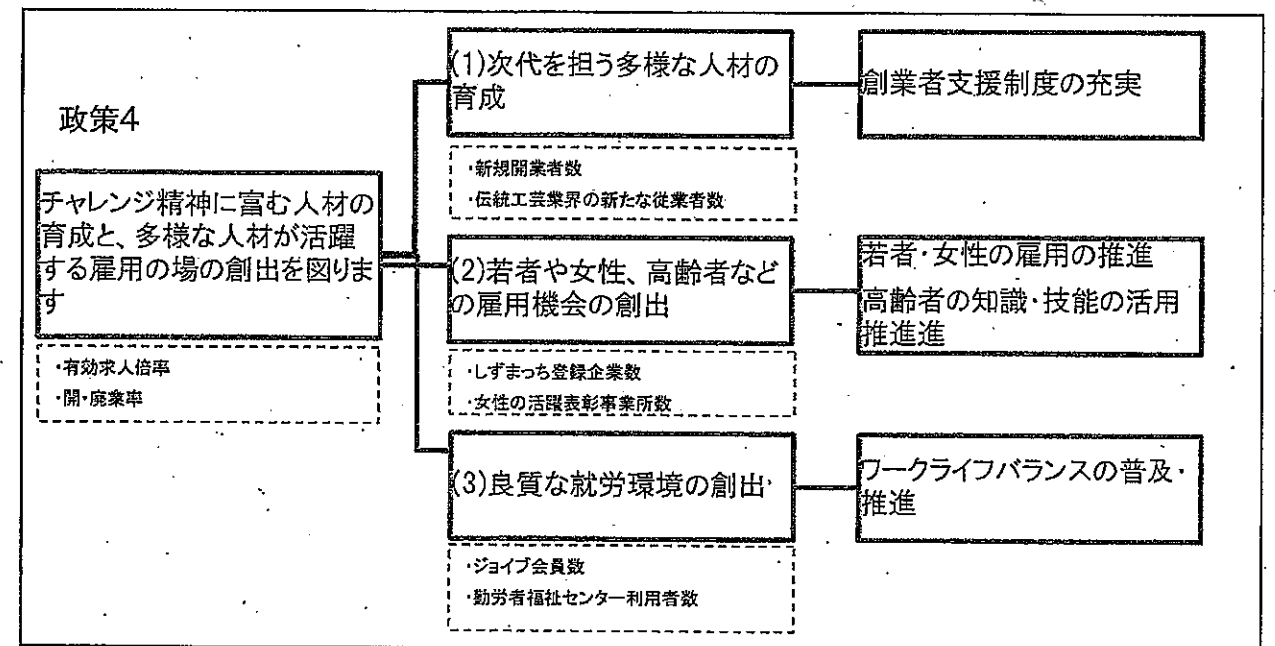 政策4
チャレンジ精神に富む人材の
育成と、多様な人材が活躍
する雇用の場の創出を図りま
す
・有効求人倍率
・開・廃業率
(1)次代を担う多様な人材の
育成
・新規開業者数
・伝統工芸業界の新たな従業者数
創業者支援制度の充実
(2)若者や女性、高齢者など
の雇用機会の創出
・しずまっち登録企業数
・女性の活躍表彰事業所数
若者・女性の雇用の推進
高齢者の知識・技能の活用
推進進
(3)良質な就労環境の創出
・ジョイブ会員数
・勤労者福祉センター利用者数
ワークライフバランスの普及・
推進